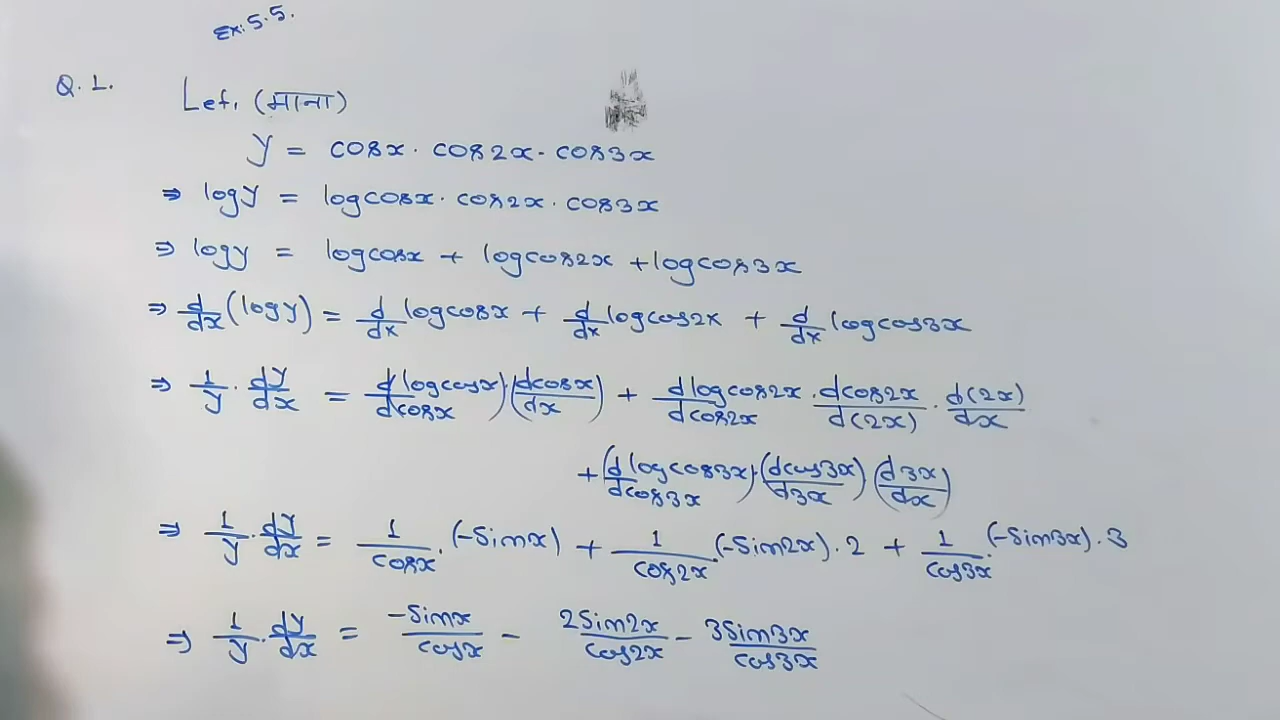 Ex: 5.5.
Q. 1. Let, (माना)
y = cosx · cos2x · cos3x
⇒ logy = logcosx · cos2x · cos3x
⇒ logy = logcosx + logcos2x + logcos3x
⇒ d/dx (logy) = d/dx logcosx + d/dx logcos2x + d/dx logcos3x
⇒ 1/y · dy/dx = (d logcosx / dcosx) · (dcosx/dx) + dlogcos2x/dcos2x · dcos2x/d(2x) · d(2x)/dx
+ (d logcos3x / dcos3x) · (dcos3x/d3x) (d3x/dx)
⇒ 1/y · dy/dx = 1/cosx · (-Sinx) + 1/cos2x (-Sin2x) · 2 + 1/cos3x · (-Sin3x) · 3
⇒ 1/y · dy/dx = -Sinx/cosx - 2Sin2x/cos2x - 3Sin3x/cos3x